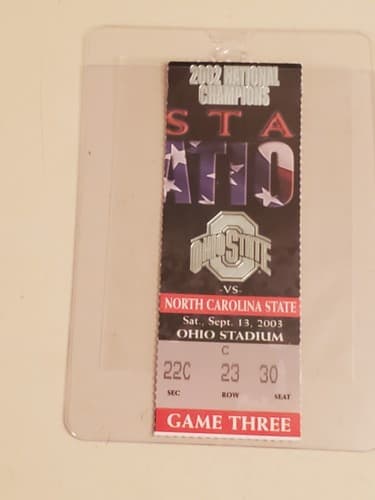 2002 NATIONAL
CHAMPIONS
STA
ATIO
OHIO STATE
-VS-
NORTH CAROLINA STATE
Sat., Sept. 13, 2003
OHIO STADIUM
C
22C 23 30
SEC ROW SEAT
GAME THREE